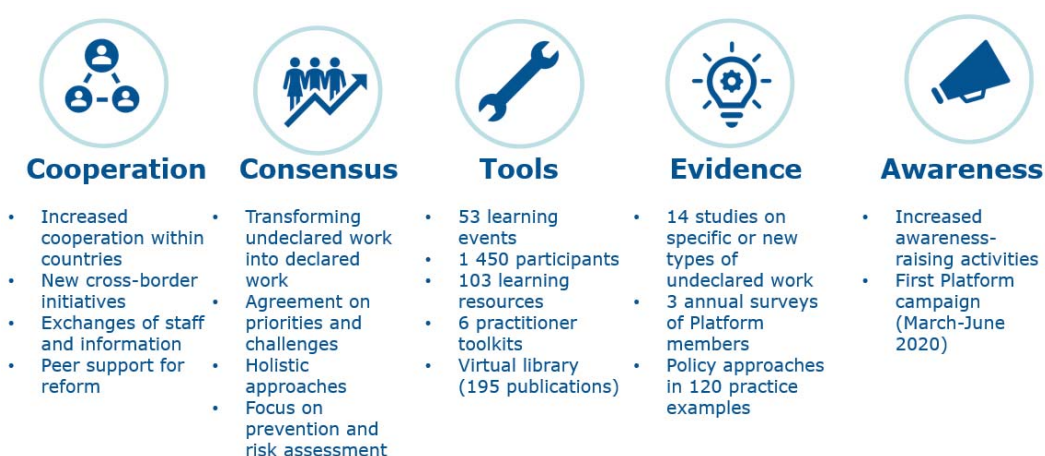 Cooperation
• Increased
cooperation within
countries
• New cross-border
initiatives
• Exchanges of staff
and information
• Peer support for
reform
Consensus
• Transforming
undeclared work
into declared
work
• Agreement on
priorities and
challenges
• Holistic
approaches
• Focus on
prevention and
risk assessment
Tools
• 53 learning
events
• 1 450 participants
• 103 learning
resources
• 6 practitioner
toolkits
• Virtual library
(195 publications)
Evidence
• 14 studies on
specific or new
types of
undeclared work
• 3 annual surveys
of Platform
members
• Policy approaches
in 120 practice
examples
Awareness
• Increased
awareness-
raising activities
• First Platform
campaign
(March-June
2020)